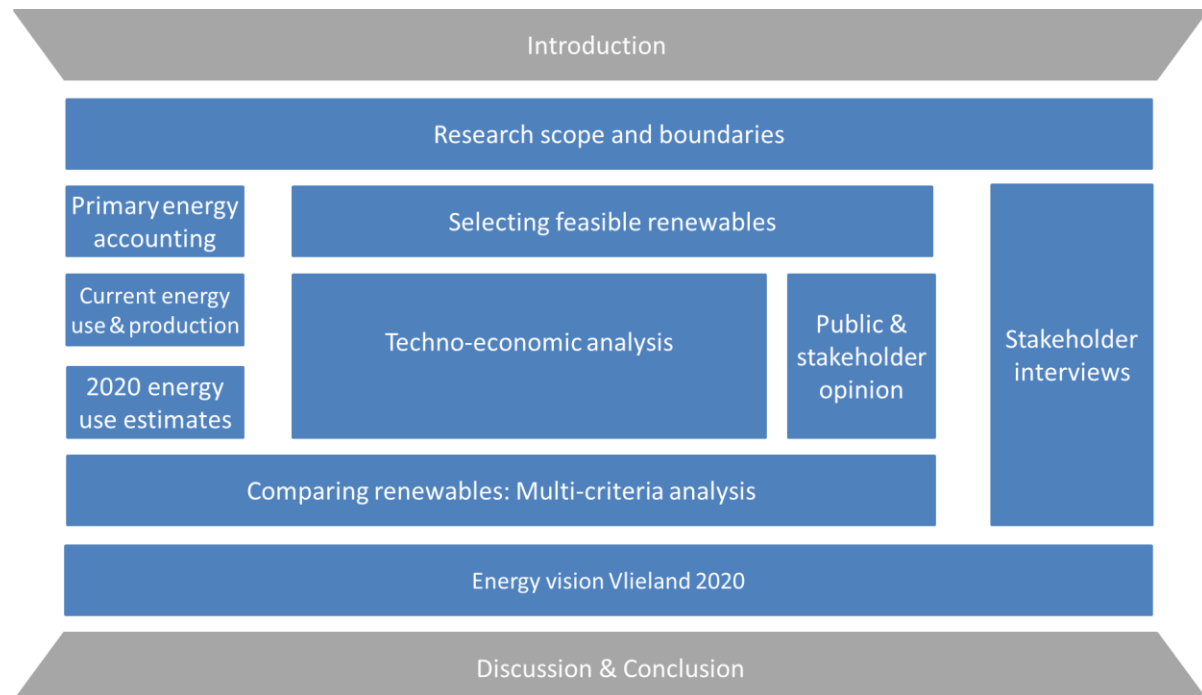 Introduction
Research scope and boundaries
Primary energy
accounting
Selecting feasible renewables
Current energy
use & production
Techno-economic analysis
Public &
stakeholder
opinion
Stakeholder
interviews
2020 energy
use estimates
Comparing renewables: Multi-criteria analysis
Energy vision Vlieland 2020
Discussion & Conclusion